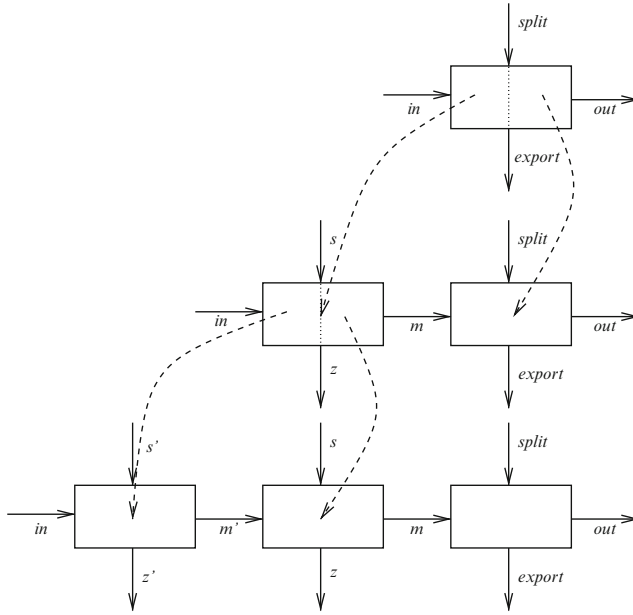 split
in
out
export
s
split
in
m
out
z
export
s'
s
split
in
m'
m
out
z'
z
export